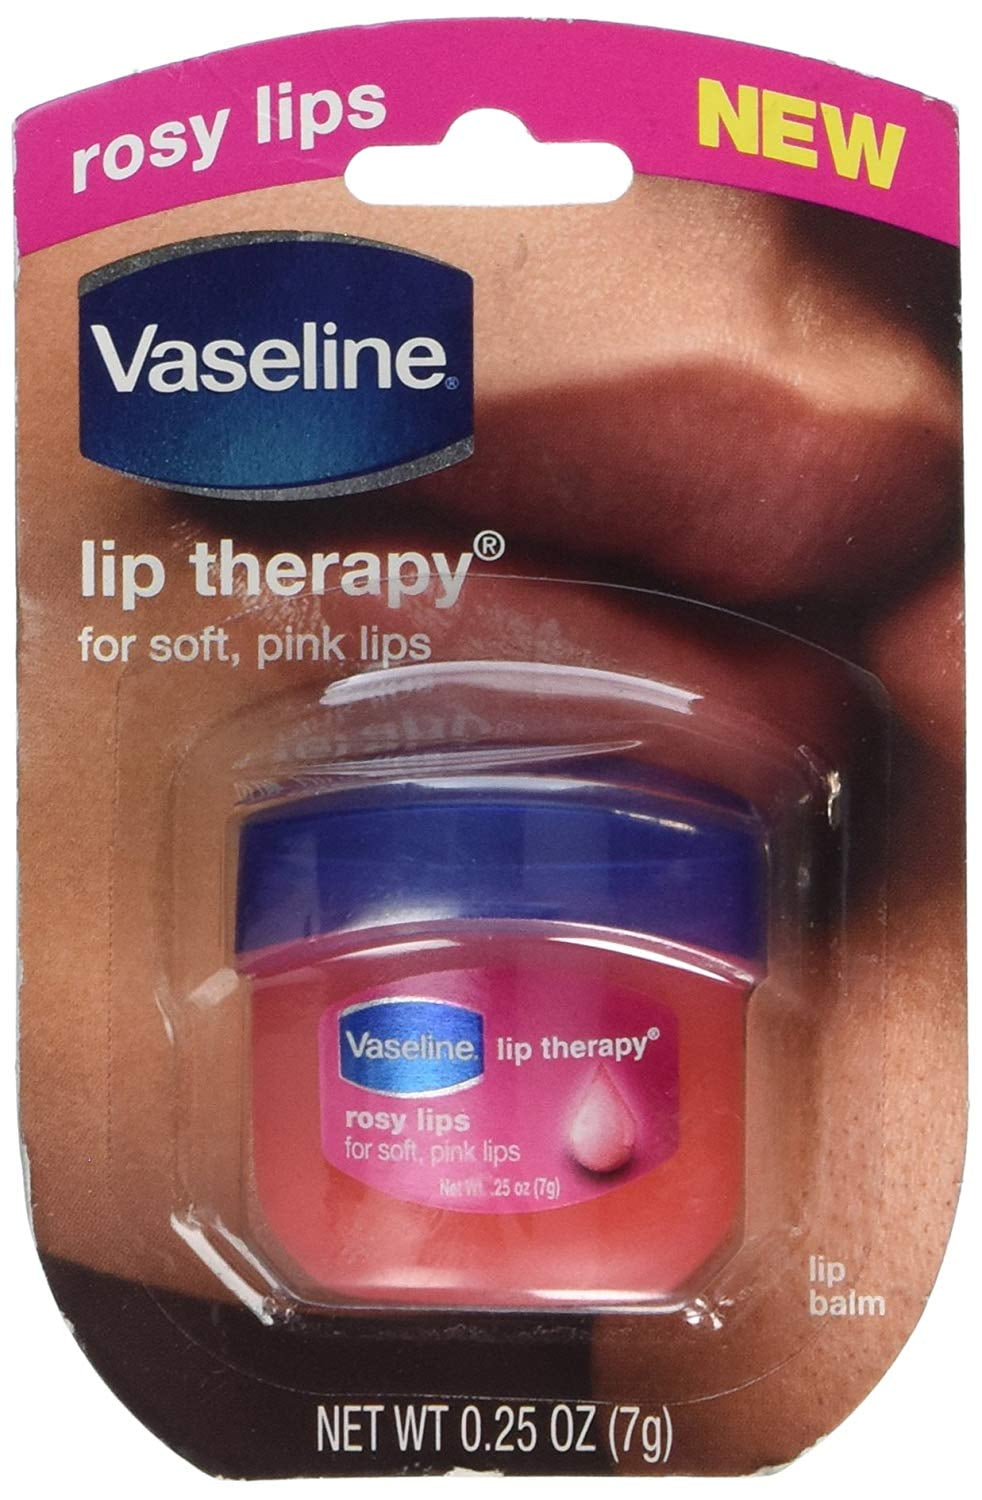 rosy lips
NEW
Vaseline®
lip therapy®
for soft, pink lips
Vaseline.
lip therapy®
rosy lips
for soft, pink lips
Net Wt. .25 oz (7g)
lip
balm
NET WT 0.25 OZ (7g)